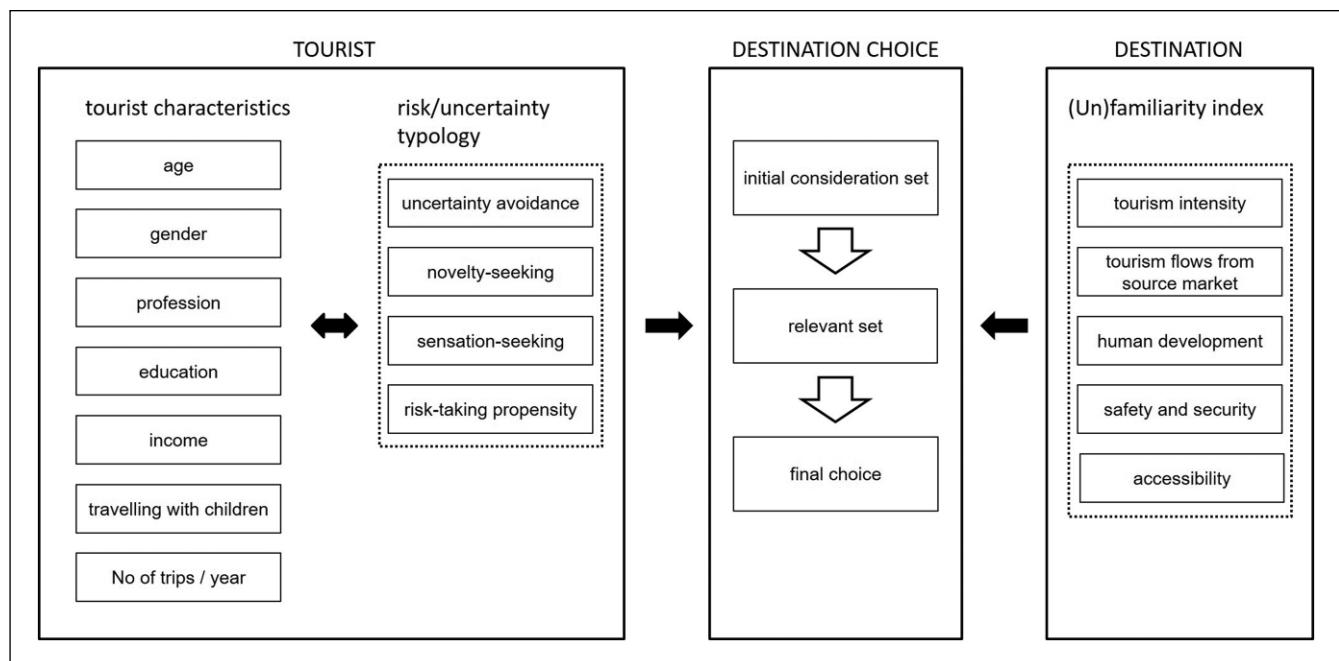 TOURIST
tourist characteristics
age
gender
profession
education
income
travelling with children
No of trips / year
risk/uncertainty
typology
uncertainty avoidance
novelty-seeking
sensation-seeking
risk-taking propensity
DESTINATION CHOICE
initial consideration set
relevant set
final choice
DESTINATION
(Un)familiarity index
tourism intensity
tourism flows from
source market
human development
safety and security
accessibility